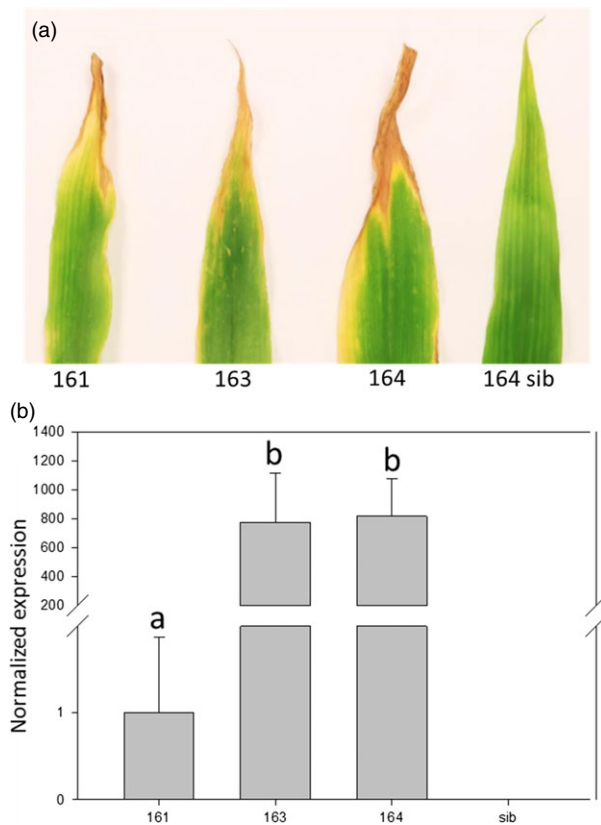 (a)
161 163 164 164 sib
(b)
Normalized expression
1400
1200
1000
800
600
400
200
1
0
a
b
b
161 163 164 sib